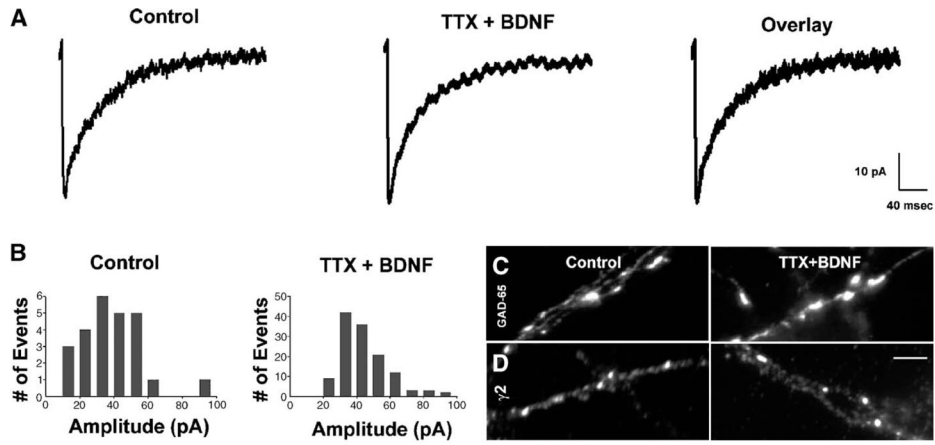 A
Control
TTX + BDNF
Overlay
10 pA
40 msec
B
Control
# of Events
6
5
4
3
2
1
0
20
40
60
80
100
Amplitude (pA)
TTX + BDNF
# of Events
50
40
30
20
10
0
0
20
40
60
80
100
Amplitude (pA)
C
Control
TTX+BDNF
GAD-65
D
γ2